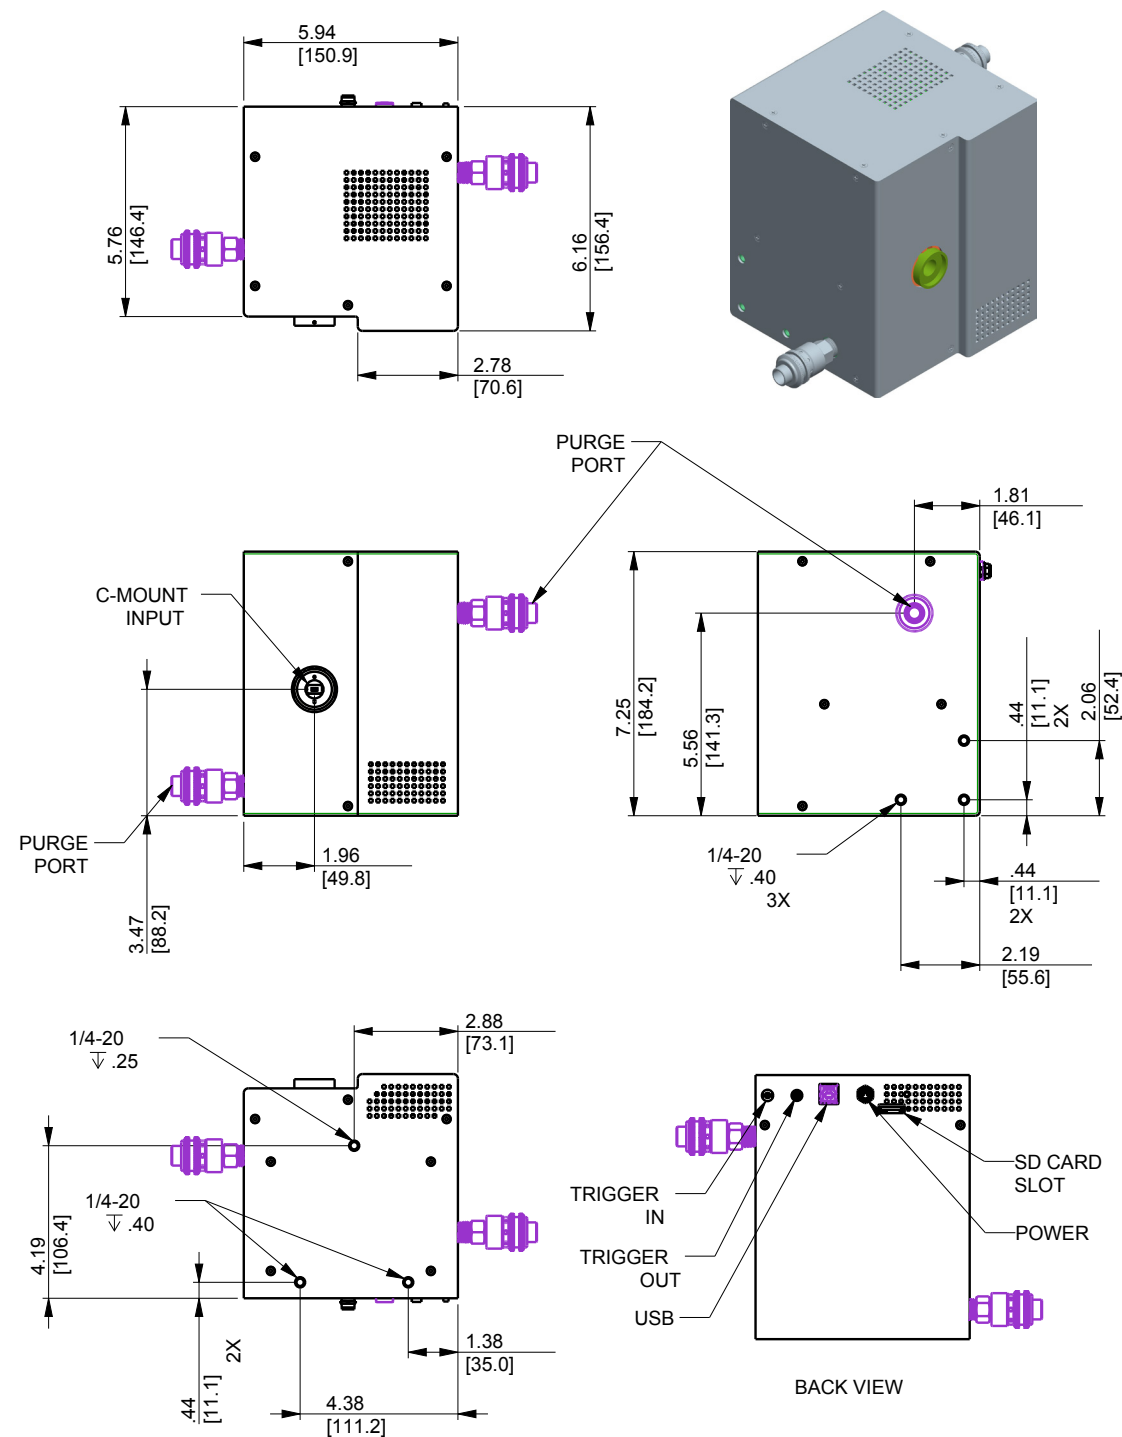 5.94
[150.9]
5.76
[146.4]
6.16
[156.4]
2.78
[70.6]
PURGE
PORT
1.81
[46.1]
C-MOUNT
INPUT
7.25
[184.2]
5.56
[141.3]
.44
[11.1]
2X
2.06
[52.4]
PURGE
PORT
1.96
[49.8]
3.47
[88.2]
1/4-20
↧ .40
3X
.44
[11.1]
2X
2.19
[55.6]
1/4-20
↧ .25
2.88
[73.1]
1/4-20
↧ .40
4.19
[106.4]
.44
[11.1]
2X
1.38
[35.0]
4.38
[111.2]
TRIGGER
IN
TRIGGER
OUT
USB
SD CARD
SLOT
POWER
BACK VIEW